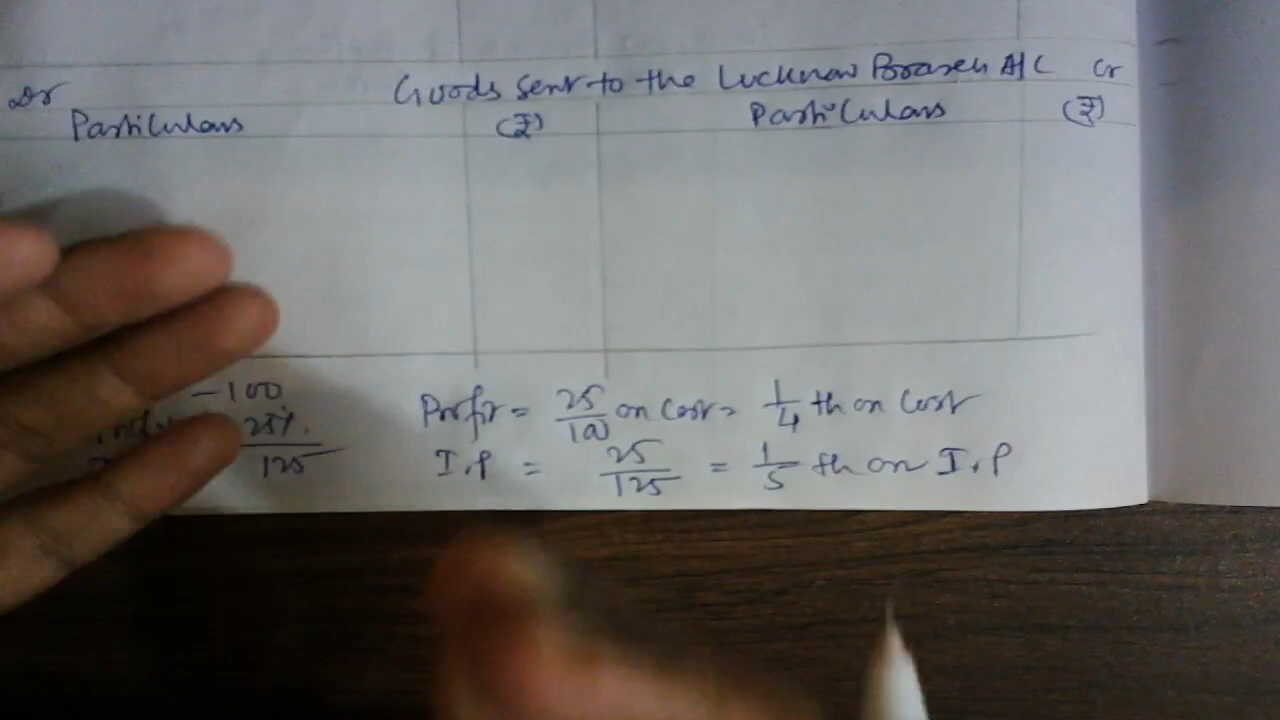 Dr Goods Sent to the Lucknow Branch A/C Cr
Particulars (₹) Particulars (₹)
-100
25%
125
Profit = 25/100 on Cost = 1/4 th on Cost
I.P = 25/125 = 1/5 th on I.P